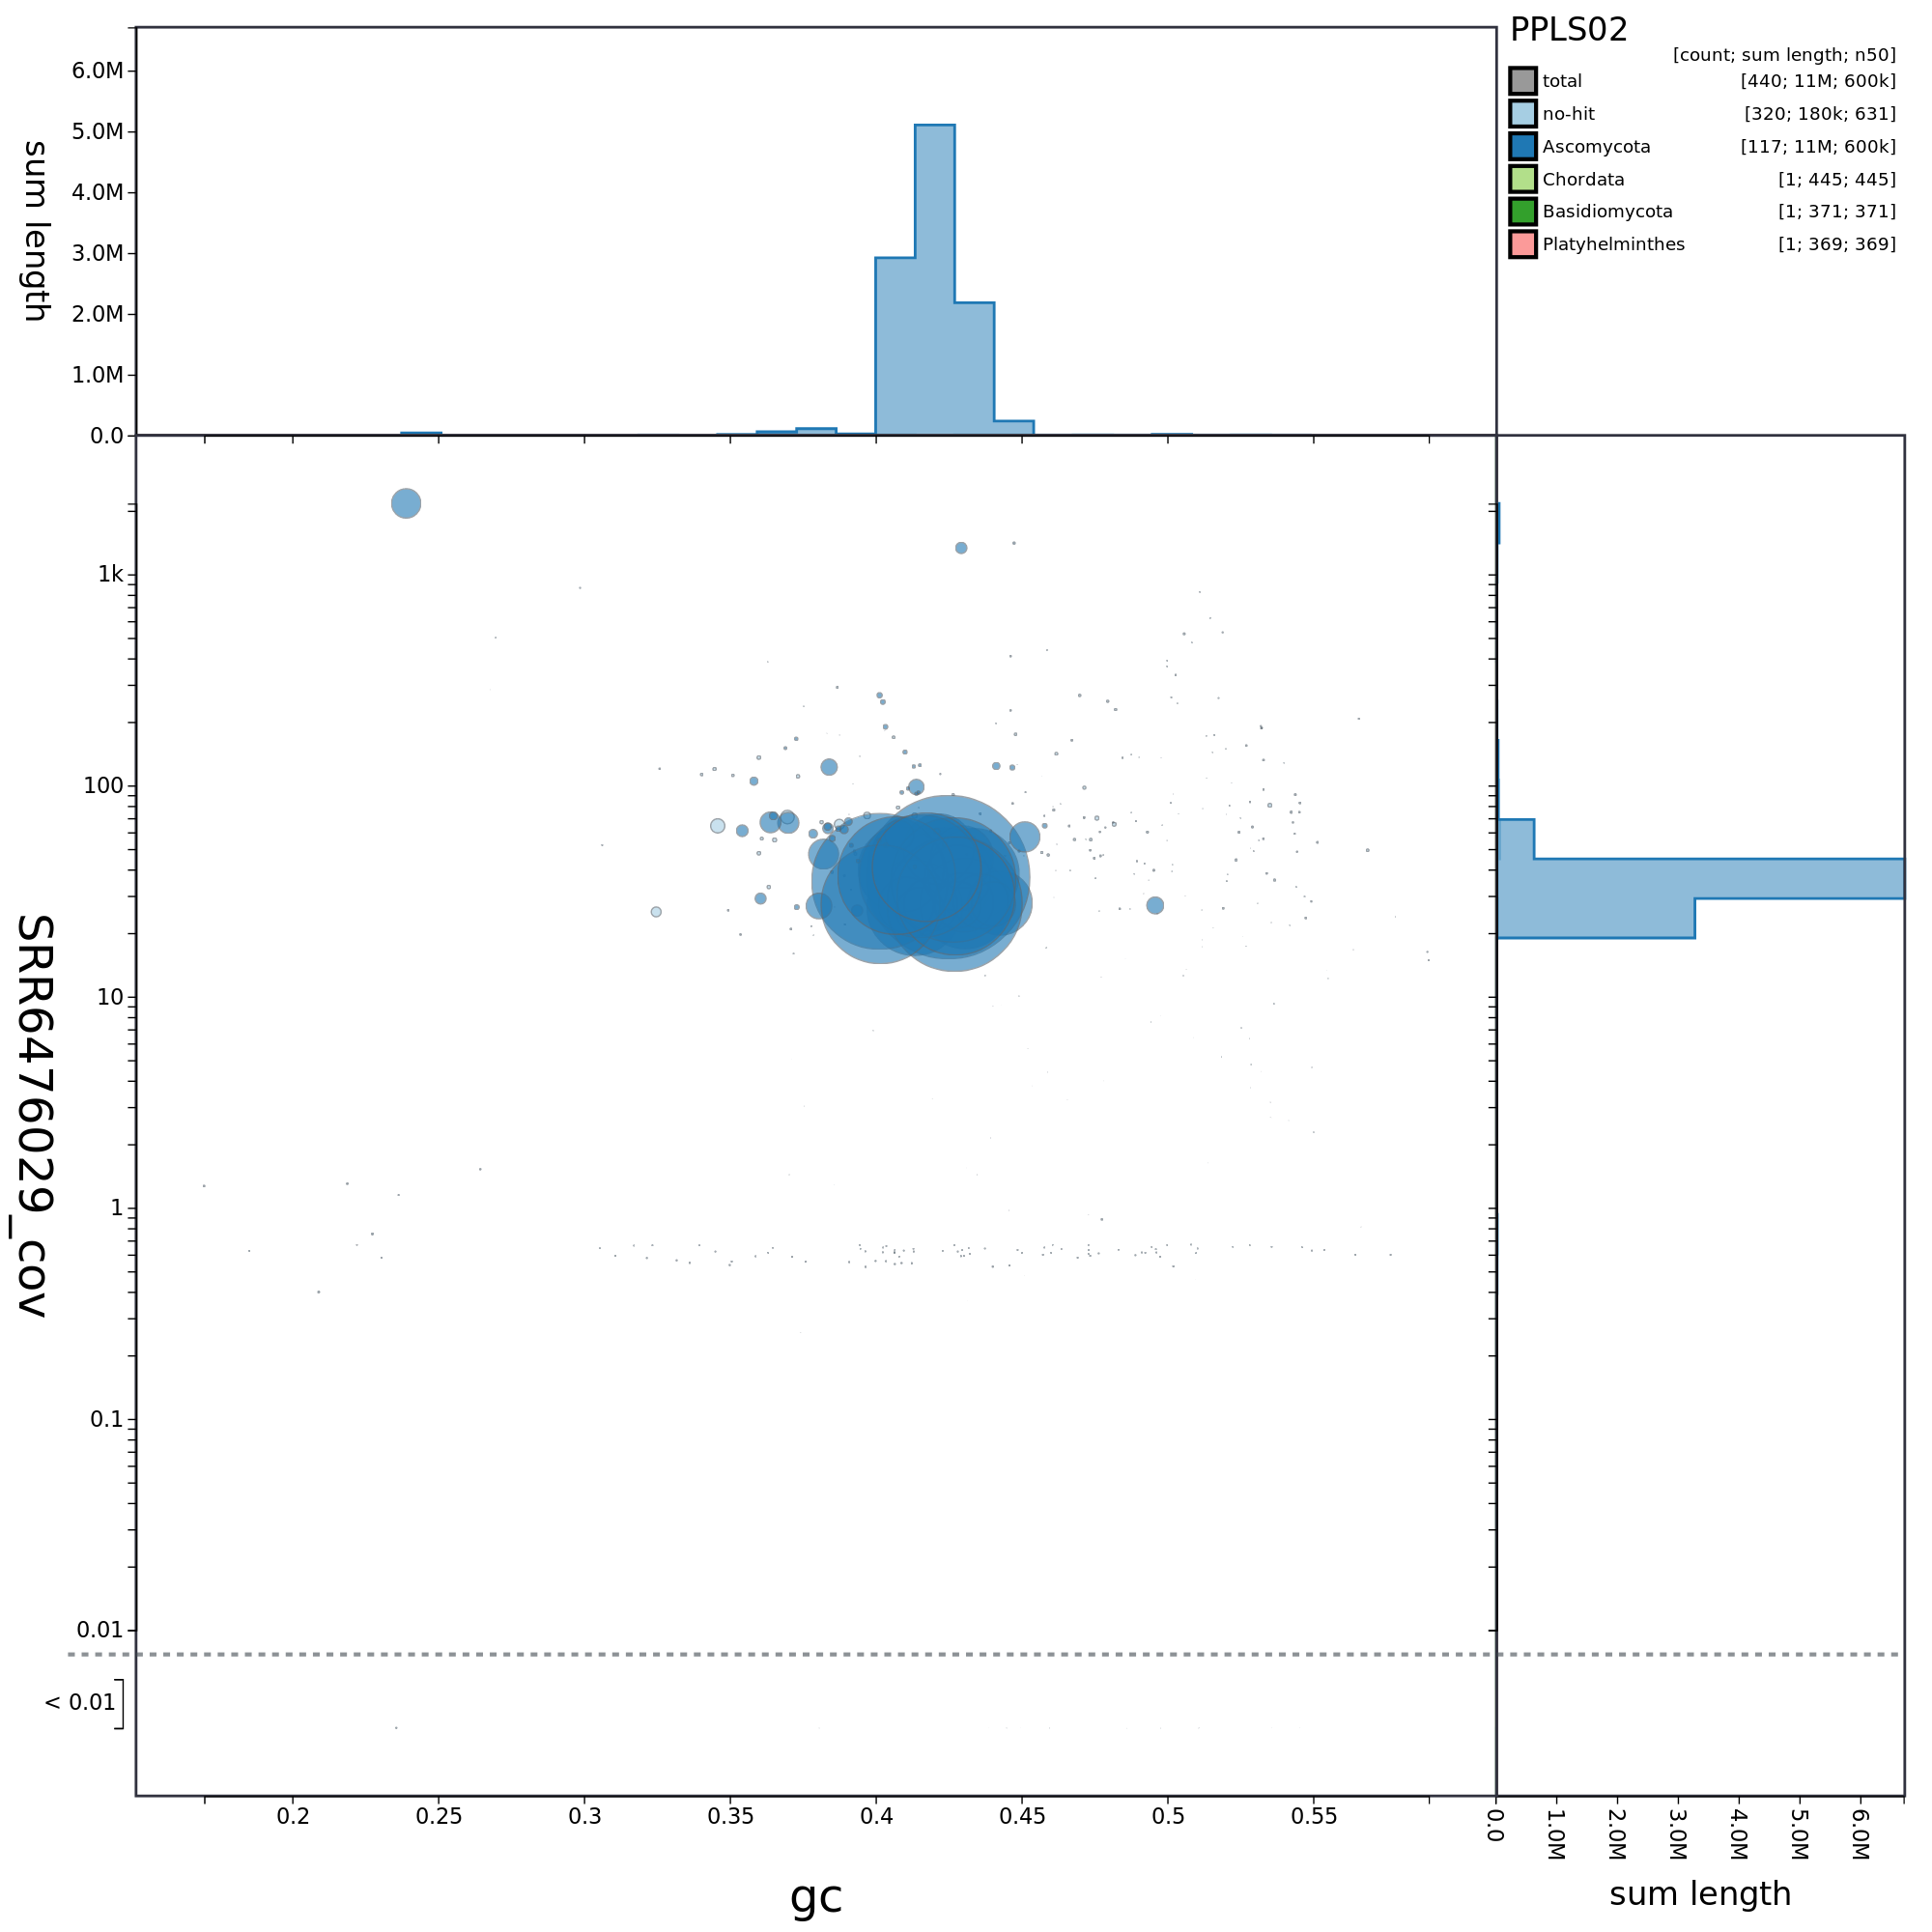 PPLS02
[count; sum length; n50]
total [440; 11M; 600k]
no-hit [320; 180k; 631]
Ascomycota [117; 11M; 600k]
Chordata [1; 445; 445]
Basidiomycota [1; 371; 371]
Platyhelminthes [1; 369; 369]
sum length
6.0M
5.0M
4.0M
3.0M
2.0M
1.0M
0.0
SRR6476029_cov
1k
100
10
1
0.1
0.01
< 0.01
0.2 0.25 0.3 0.35 0.4 0.45 0.5 0.55
gc
0.0 1.0M 2.0M 3.0M 4.0M 5.0M 6.0M
sum length